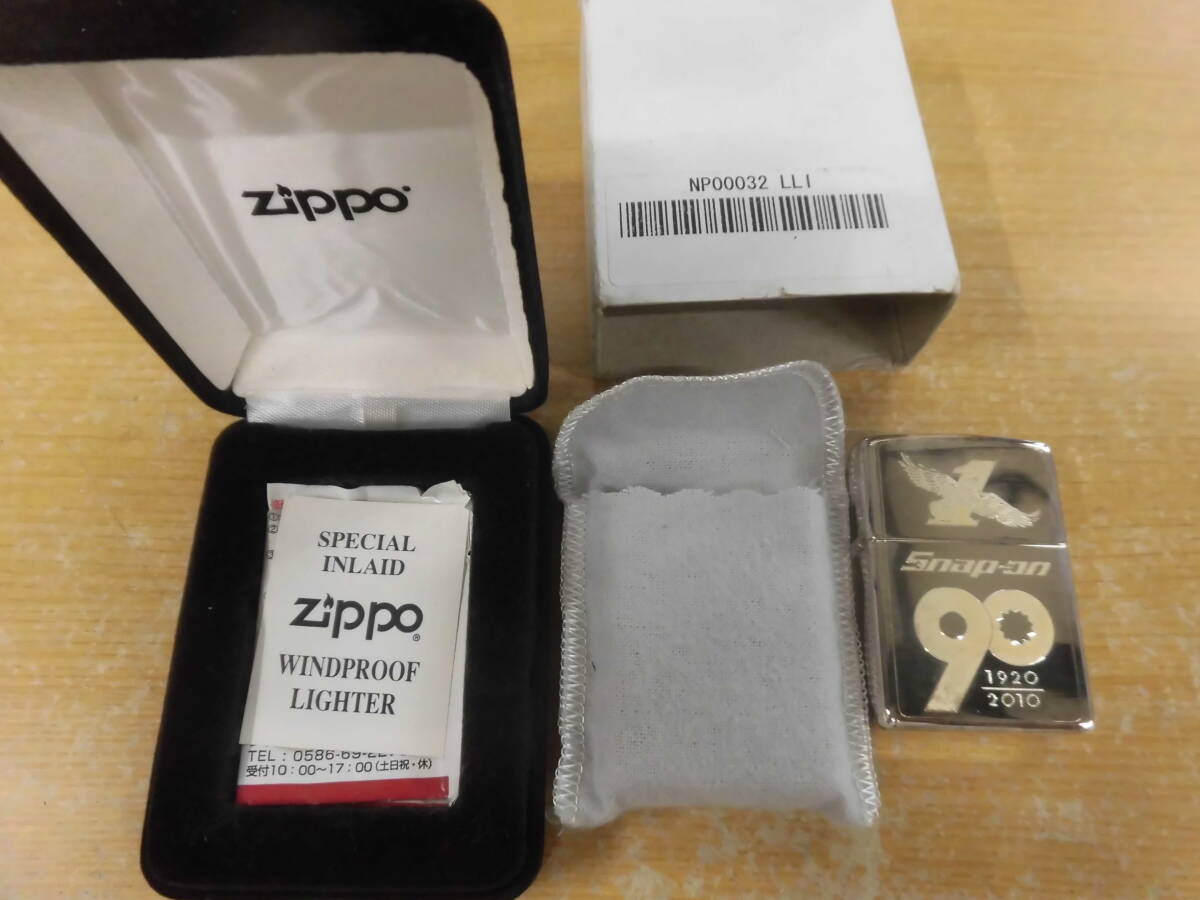 zippo
NP00032 LLI
SPECIAL
INLAID
zippo®
WINDPROOF
LIGHTER
TEL : 0586-69-22
受付10 : 00〜17 : 00 (土日祝・休)
1
Snap-on
90
1920
2010